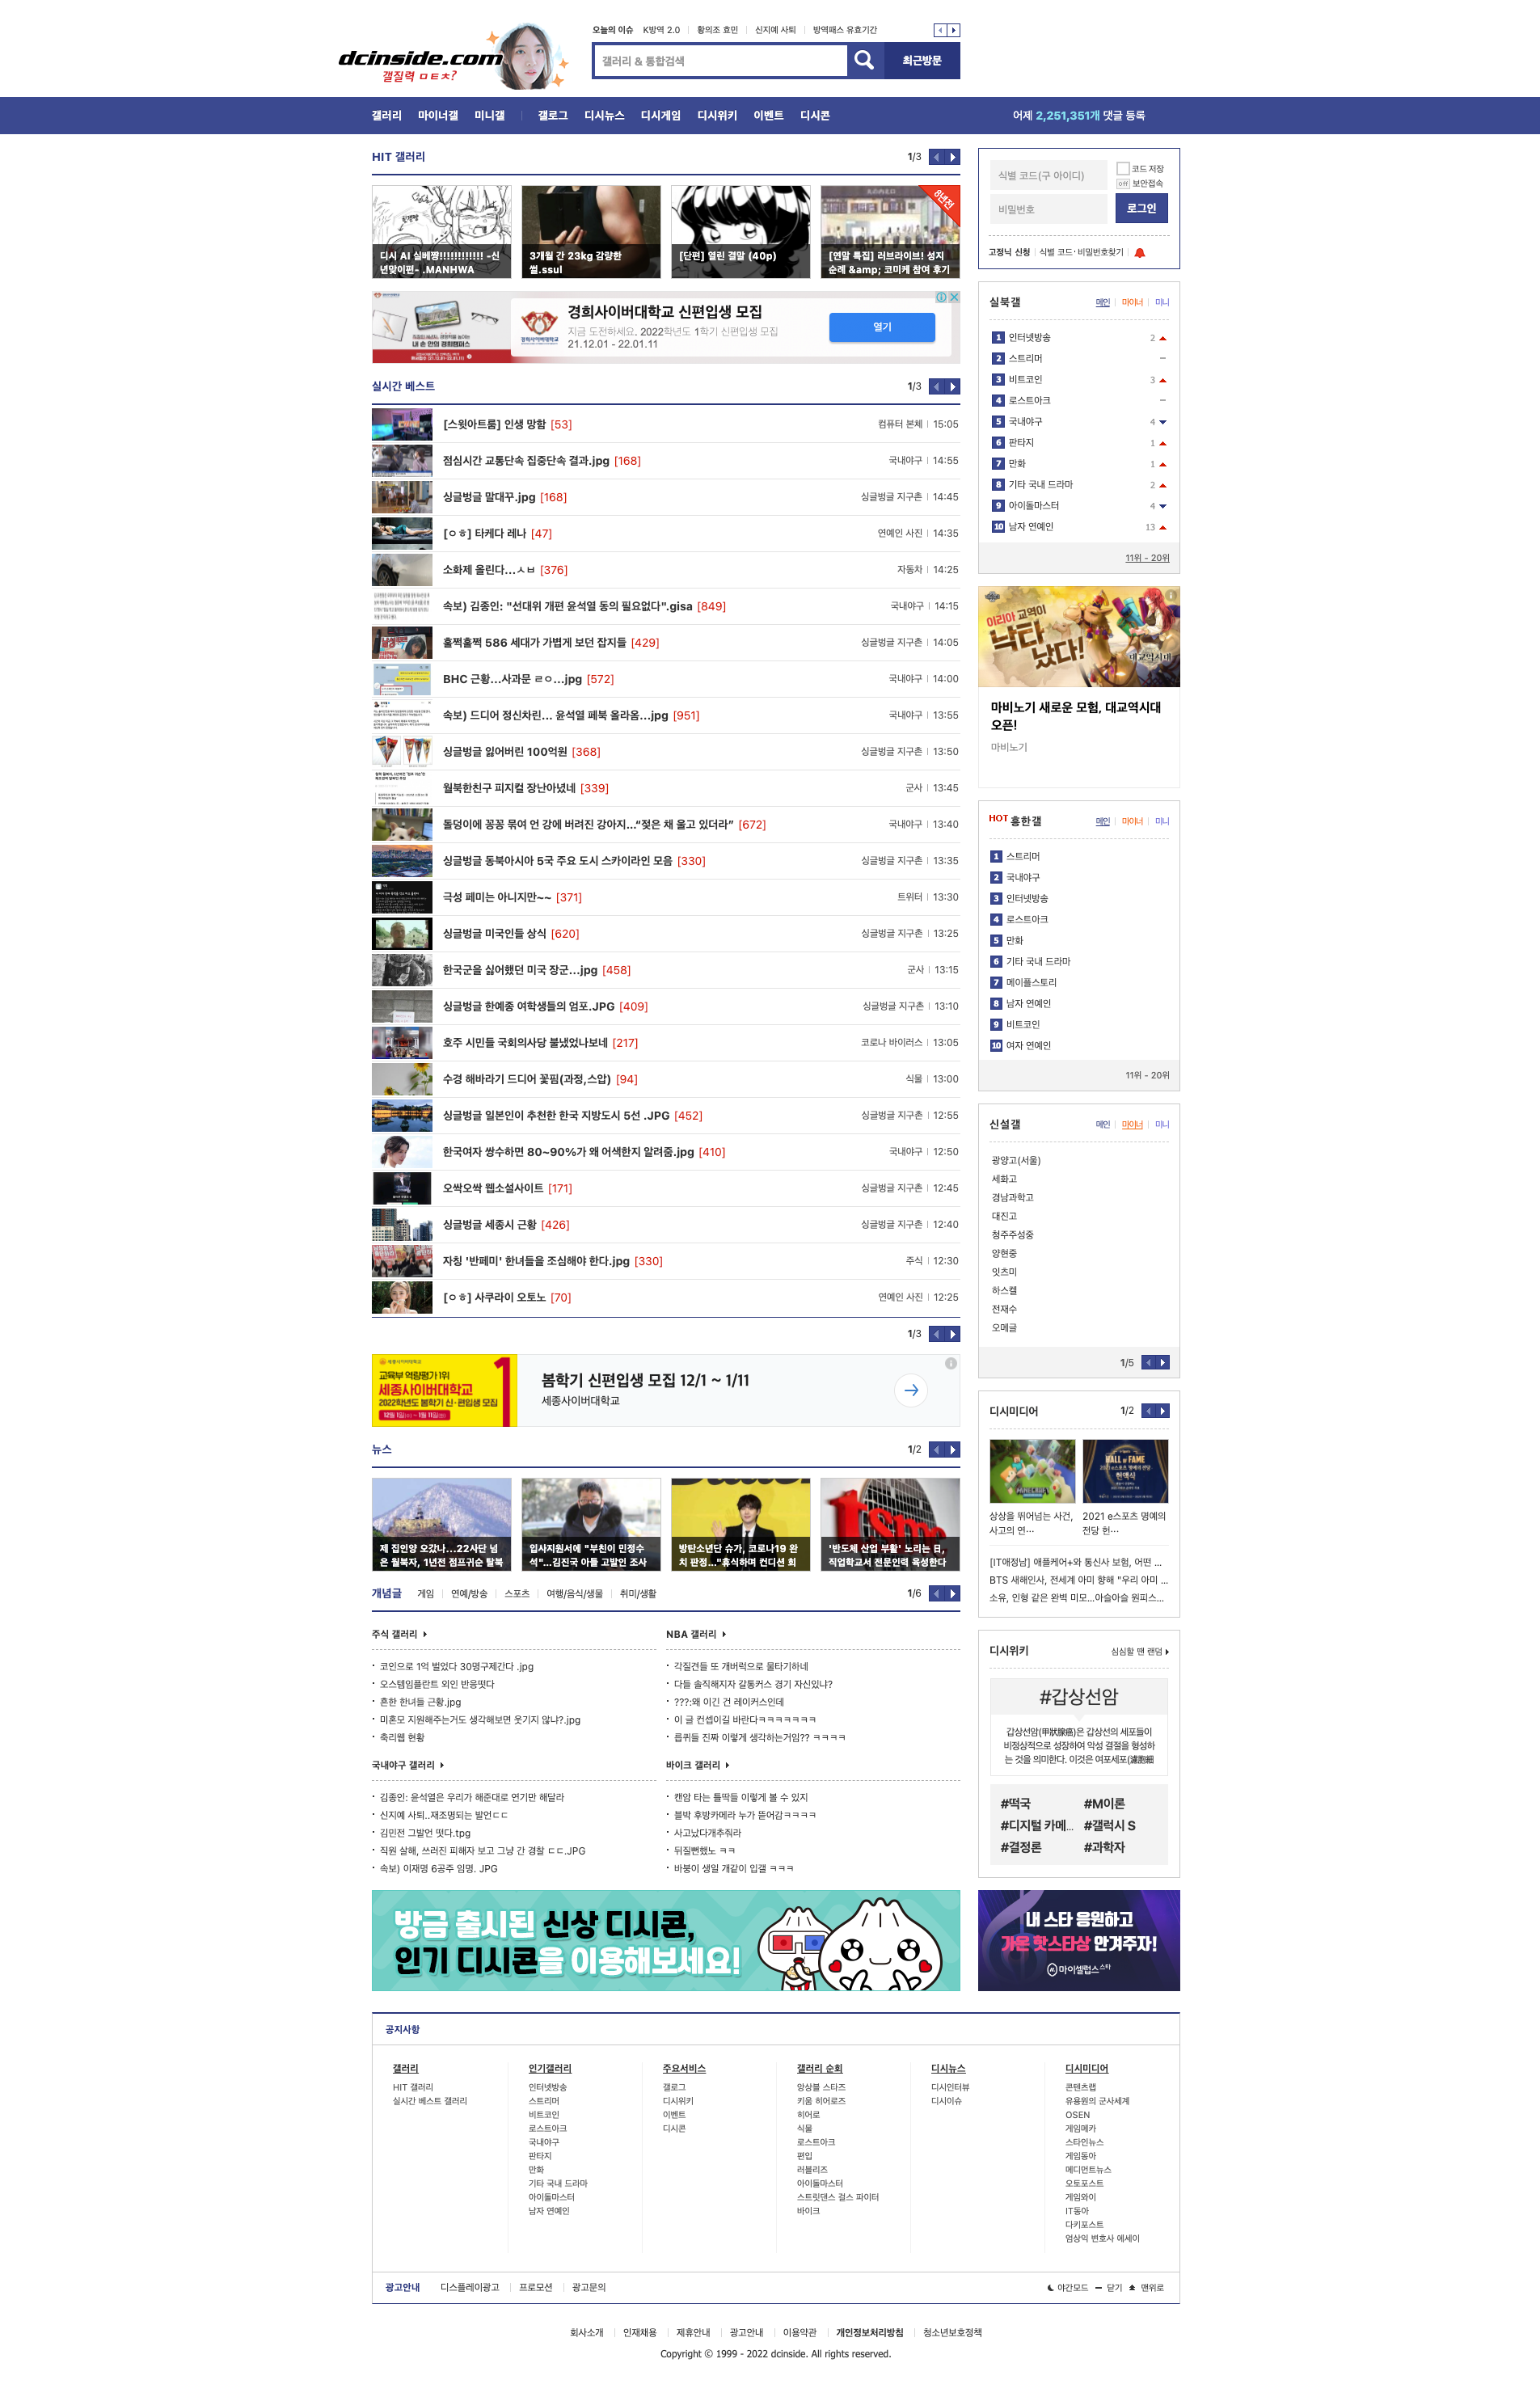 dcinside.com
갤질력 ㅁㅌㅊ?
오늘의 이슈 K방역 2.0 황의조 효민 신지예 사퇴 방역패스 유효기간
갤러리 & 통합검색
최근방문
갤러리 마이너갤 미니갤 갤로그 디시뉴스 디시게임 디시위키 이벤트 디시콘
어제 2,251,351개 댓글 등록
HIT 갤러리 1/3
디시 AI 실베쨩!!!!!!!!!!!! -신
년맞이편- .MANHWA
3개월 간 23kg 감량한
썰.ssul
[단편] 열린 결말 (40p)
8년전
[연말 특집] 러브라이브! 성지
순례 &amp; 코미케 참여 후기
경희사이버대학교 신편입생 모집
지금 도전하세요. 2022학년도 1학기 신편입생 모집
21.12.01 - 22.01.11
열기
실시간 베스트 1/3
[스윗아트룸] 인생 망함 [53] 컴퓨터 본체 15:05
점심시간 교통단속 집중단속 결과.jpg [168] 국내야구 14:55
싱글벙글 말대꾸.jpg [168] 싱글벙글 지구촌 14:45
[ㅇㅎ] 타케다 레나 [47] 연예인 사진 14:35
소화제 올린다...ㅅㅂ [376] 자동차 14:25
속보) 김종인: "선대위 개편 윤석열 동의 필요없다".gisa [849] 국내야구 14:15
훌쩍훌쩍 586 세대가 가볍게 보던 잡지들 [429] 싱글벙글 지구촌 14:05
BHC 근황...사과문 ㄹㅇ...jpg [572] 국내야구 14:00
속보) 드디어 정신차린... 윤석열 페북 올라옴...jpg [951] 국내야구 13:55
싱글벙글 잃어버린 100억원 [368] 싱글벙글 지구촌 13:50
월북한친구 피지컬 장난아녔네 [339] 군사 13:45
돌덩이에 꽁꽁 묶여 언 강에 버려진 강아지…“젖은 채 울고 있더라” [672] 국내야구 13:40
싱글벙글 동북아시아 5국 주요 도시 스카이라인 모음 [330] 싱글벙글 지구촌 13:35
극성 페미는 아니지만~~ [371] 트위터 13:30
싱글벙글 미국인들 상식 [620] 싱글벙글 지구촌 13:25
한국군을 싫어했던 미국 장군...jpg [458] 군사 13:15
싱글벙글 한예종 여학생들의 엄포.JPG [409] 싱글벙글 지구촌 13:10
호주 시민들 국회의사당 불냈었나보네 [217] 코로나 바이러스 13:05
수경 해바라기 드디어 꽃핌(과정,스압) [94] 식물 13:00
싱글벙글 일본인이 추천한 한국 지방도시 5선 .JPG [452] 싱글벙글 지구촌 12:55
한국여자 쌍수하면 80~90%가 왜 어색한지 알려줌.jpg [410] 국내야구 12:50
오싹오싹 웹소설사이트 [171] 싱글벙글 지구촌 12:45
싱글벙글 세종시 근황 [426] 싱글벙글 지구촌 12:40
자칭 '반페미' 한녀들을 조심해야 한다.jpg [330] 주식 12:30
[ㅇㅎ] 사쿠라이 오토노 [70] 연예인 사진 12:25
1/3
세종사이버대학교
교육부 역량평가 1위
세종사이버대학교
2022학년도 봄학기 신·편입생 모집
12월 1일(수) ~ 1월 11일(화)
1
봄학기 신편입생 모집 12/1 ~ 1/11
세종사이버대학교
뉴스 1/2
제 집인양 오갔나...22사단 넘
은 월북자, 1년전 점프귀순 탈북
입사지원서에 "부친이 민정수
석"...김진국 아들 고발인 조사
방탄소년단 슈가, 코로나19 완
치 판정..."휴식하며 컨디션 회
'반도체 산업 부활' 노리는 日,
직업학교서 전문인력 육성한다
개념글 게임 연예/방송 스포츠 여행/음식/생물 취미/생활 1/6
주식 갤러리
코인으로 1억 벌었다 30명구제간다 .jpg
오스템임플란트 외인 반응떳다
흔한 한녀들 근황.jpg
미혼모 지원해주는거도 생각해보면 웃기지 않냐?.jpg
축리웹 현황
NBA 갤러리
각질견들 또 개버럭으로 물타기하네
다들 솔직해지자 갈통커스 경기 자신있냐?
???:왜 이긴 건 레이커스인데
이 글 컨셉이길 바란다ㅋㅋㅋㅋㅋㅋㅋ
릅퀴들 진짜 이렇게 생각하는거임?? ㅋㅋㅋㅋ
국내야구 갤러리
김종인: 윤석열은 우리가 해준대로 연기만 해달라
신지예 사퇴..재조명되는 발언ㄷㄷ
김민전 그발언 떳다.tpg
직원 살해, 쓰러진 피해자 보고 그냥 간 경찰 ㄷㄷ.JPG
속보) 이재명 6공주 임명. JPG
바이크 갤러리
캔암 타는 틀딱들 이렇게 볼 수 있지
블박 후방카메라 누가 뜯어감ㅋㅋㅋㅋ
사고났다개추줘라
뒤질뻔했노 ㅋㅋ
바붕이 생일 개같이 입갤 ㅋㅋㅋ
방금 출시된 신상 디시콘,
인기 디시콘을 이용해보세요!
식별 코드(구 아이디)
비밀번호
코드 저장
Off 보안접속
로그인
고정닉 신청 식별 코드·비밀번호찾기
실북갤 메인 마이너 미니
1 인터넷방송 2
2 스트리머 -
3 비트코인 3
4 로스트아크 -
5 국내야구 4
6 판타지 1
7 만화 1
8 기타 국내 드라마 2
9 아이돌마스터 4
10 남자 연예인 13
11위 - 20위
이리아 교역이
낙타
났다!
대교역시대
마비노기 새로운 모험, 대교역시대
오픈!
마비노기
HOT 흥한갤 메인 마이너 미니
1 스트리머
2 국내야구
3 인터넷방송
4 로스트아크
5 만화
6 기타 국내 드라마
7 메이플스토리
8 남자 연예인
9 비트코인
10 여자 연예인
11위 - 20위
신설갤 메인 마이너 미니
광양고(서울)
세화고
경남과학고
대진고
청주주성중
양현중
잇츠미
하스켈
전재수
오메글
1/5
디시미디어 1/2
HALL of FAME
2021 e스포츠 명예의 전당
헌액식
상상을 뛰어넘는 사건,
사고의 연…
2021 e스포츠 명예의
전당 헌…
[IT애정남] 애플케어+와 통신사 보험, 어떤 ...
BTS 새해인사, 전세계 아미 향해 "우리 아미 ...
소유, 인형 같은 완벽 미모…아슬아슬 원피스...
디시위키 심심할 땐 랜덤
#갑상선암
갑상선암(甲狀腺癌)은 갑상선의 세포들이
비정상적으로 성장하여 악성 결절을 형성하
는 것을 의미한다. 이것은 여포세포(濾胞細
#떡국 #M이론
#디지털 카메... #갤럭시 S
#결정론 #과학자
내 스타 응원하고
가온 핫스타상 안겨주자!
마이셀럽스 스타
공지사항
갤러리
HIT 갤러리
실시간 베스트 갤러리
인기갤러리
인터넷방송
스트리머
비트코인
로스트아크
국내야구
판타지
만화
기타 국내 드라마
아이돌마스터
남자 연예인
주요서비스
갤로그
디시위키
이벤트
디시콘
갤러리 순회
앙상블 스타즈
키움 히어로즈
히어로
식물
로스트아크
편입
러블리즈
아이돌마스터
스트릿댄스 걸스 파이터
바이크
디시뉴스
디시인터뷰
디시이슈
디시미디어
콘텐츠랩
유용원의 군사세계
OSEN
게임메카
스타인뉴스
게임동아
메디먼트뉴스
오토포스트
게임와이
IT동아
다키포스트
엄상익 변호사 에세이
광고안내 디스플레이광고 프로모션 광고문의
야간모드 닫기 맨위로
회사소개 인재채용 제휴안내 광고안내 이용약관 개인정보처리방침 청소년보호정책
Copyright ⓒ 1999 - 2022 dcinside. All rights reserved.